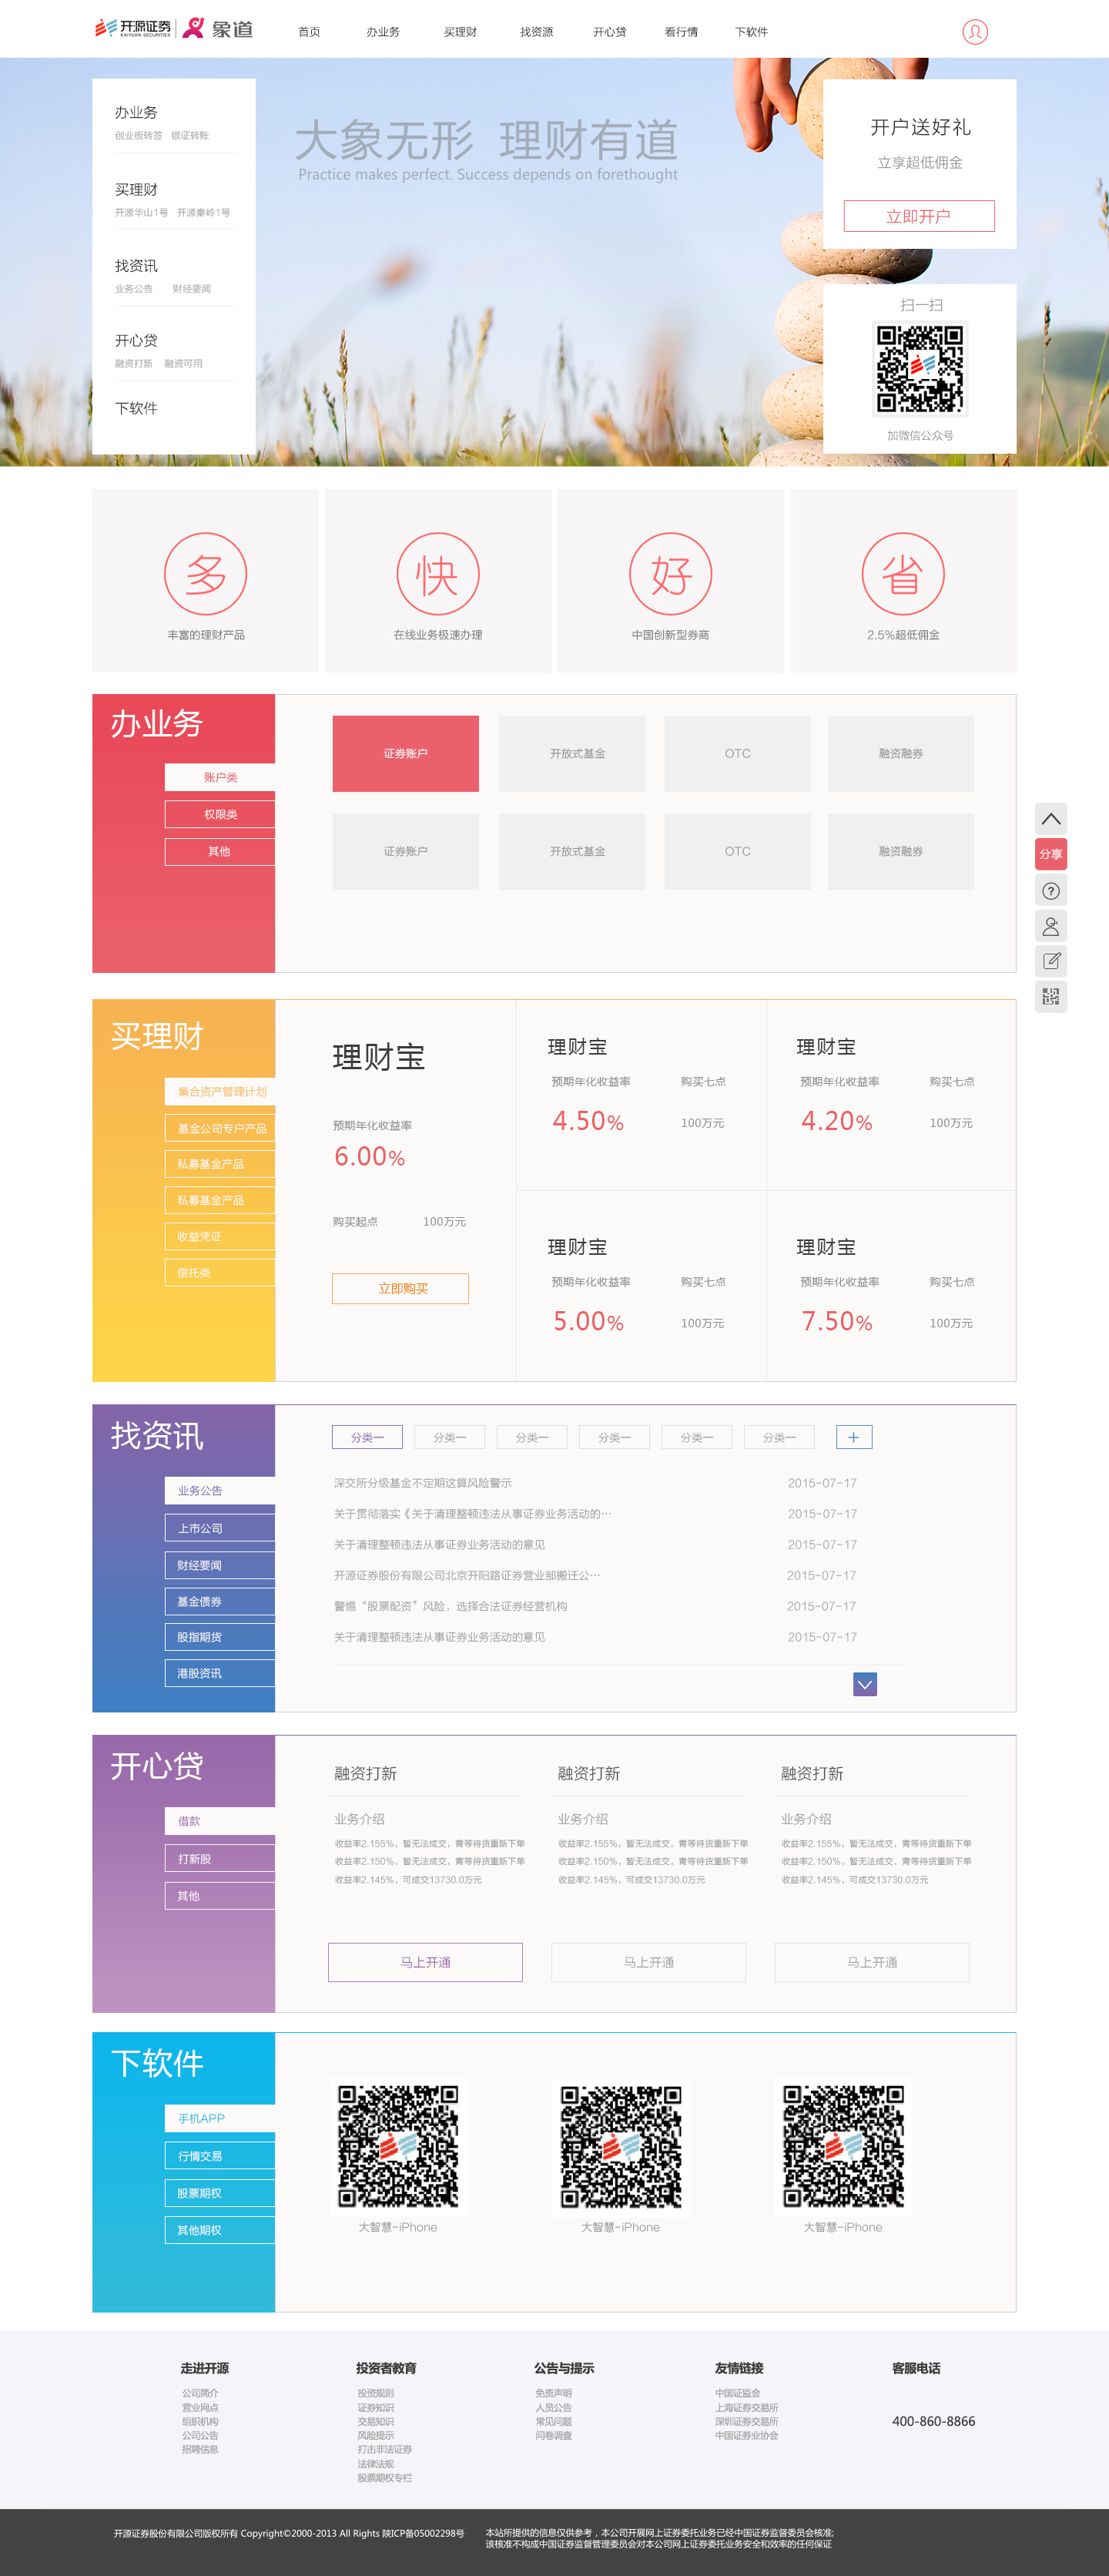 开源证券
KAIYUAN SECURITIES
象道
首页
办业务
买理财
找资源
开心贷
看行情
下软件
办业务
创业板转签 银证转账
买理财
开源华山1号 开源秦岭1号
找资讯
业务公告 财经要闻
开心贷
融资打新 融资可用
下软件
大象无形 理财有道
Practice makes perfect. Success depends on forethought
开户送好礼
立享超低佣金
立即开户
扫一扫
加微信公众号
多
丰富的理财产品
快
在线业务极速办理
好
中国创新型券商
省
2.5%超低佣金
办业务
账户类
权限类
其他
证券账户
开放式基金
OTC
融资融券
证券账户
开放式基金
OTC
融资融券
分享
买理财
集合资产管理计划
基金公司专户产品
私募基金产品
私募基金产品
收益凭证
信托类
理财宝
预期年化收益率
6.00%
购买起点 100万元
立即购买
理财宝
预期年化收益率 购买七点
4.50% 100万元
理财宝
预期年化收益率 购买七点
4.20% 100万元
理财宝
预期年化收益率 购买七点
5.00% 100万元
理财宝
预期年化收益率 购买七点
7.50% 100万元
找资讯
业务公告
上市公司
财经要闻
基金债券
股指期货
港股资讯
分类一
分类一
分类一
分类一
分类一
分类一
深交所分级基金不定期这算风险警示 2015-07-17
关于贯彻落实《关于清理整顿违法从事证券业务活动的… 2015-07-17
关于清理整顿违法从事证券业务活动的意见 2015-07-17
开源证券股份有限公司北京开阳路证券营业部搬迁公… 2015-07-17
警惕“股票配资”风险，选择合法证券经营机构 2015-07-17
关于清理整顿违法从事证券业务活动的意见 2015-07-17
开心贷
借款
打新股
其他
融资打新
业务介绍
收益率2.155%，暂无法成交，青等待货重新下单
收益率2.150%，暂无法成交，青等待货重新下单
收益率2.145%，可成交13730.0万元
马上开通
融资打新
业务介绍
收益率2.155%，暂无法成交，青等待货重新下单
收益率2.150%，暂无法成交，青等待货重新下单
收益率2.145%，可成交13730.0万元
马上开通
融资打新
业务介绍
收益率2.155%，暂无法成交，青等待货重新下单
收益率2.150%，暂无法成交，青等待货重新下单
收益率2.145%，可成交13730.0万元
马上开通
下软件
手机APP
行情交易
股票期权
其他期权
大智慧-iPhone
大智慧-iPhone
大智慧-iPhone
走进开源
公司简介
营业网点
组织机构
公司公告
招聘信息
投资者教育
投资规则
证券知识
交易知识
风险提示
打击非法证券
法律法规
股票期权专栏
公告与提示
免责声明
人员公告
常见问题
问卷调查
友情链接
中国证监会
上海证券交易所
深圳证券交易所
中国证券业协会
客服电话
400-860-8866
开源证券股份有限公司版权所有 Copyright©2000-2013 All Rights 陕ICP备05002298号
本站所提供的信息仅供参考，本公司开展网上证券委托业务已经中国证券监督委员会核准;
该核准不构成中国证券监督管理委员会对本公司网上证券委托业务安全和效率的任何保证